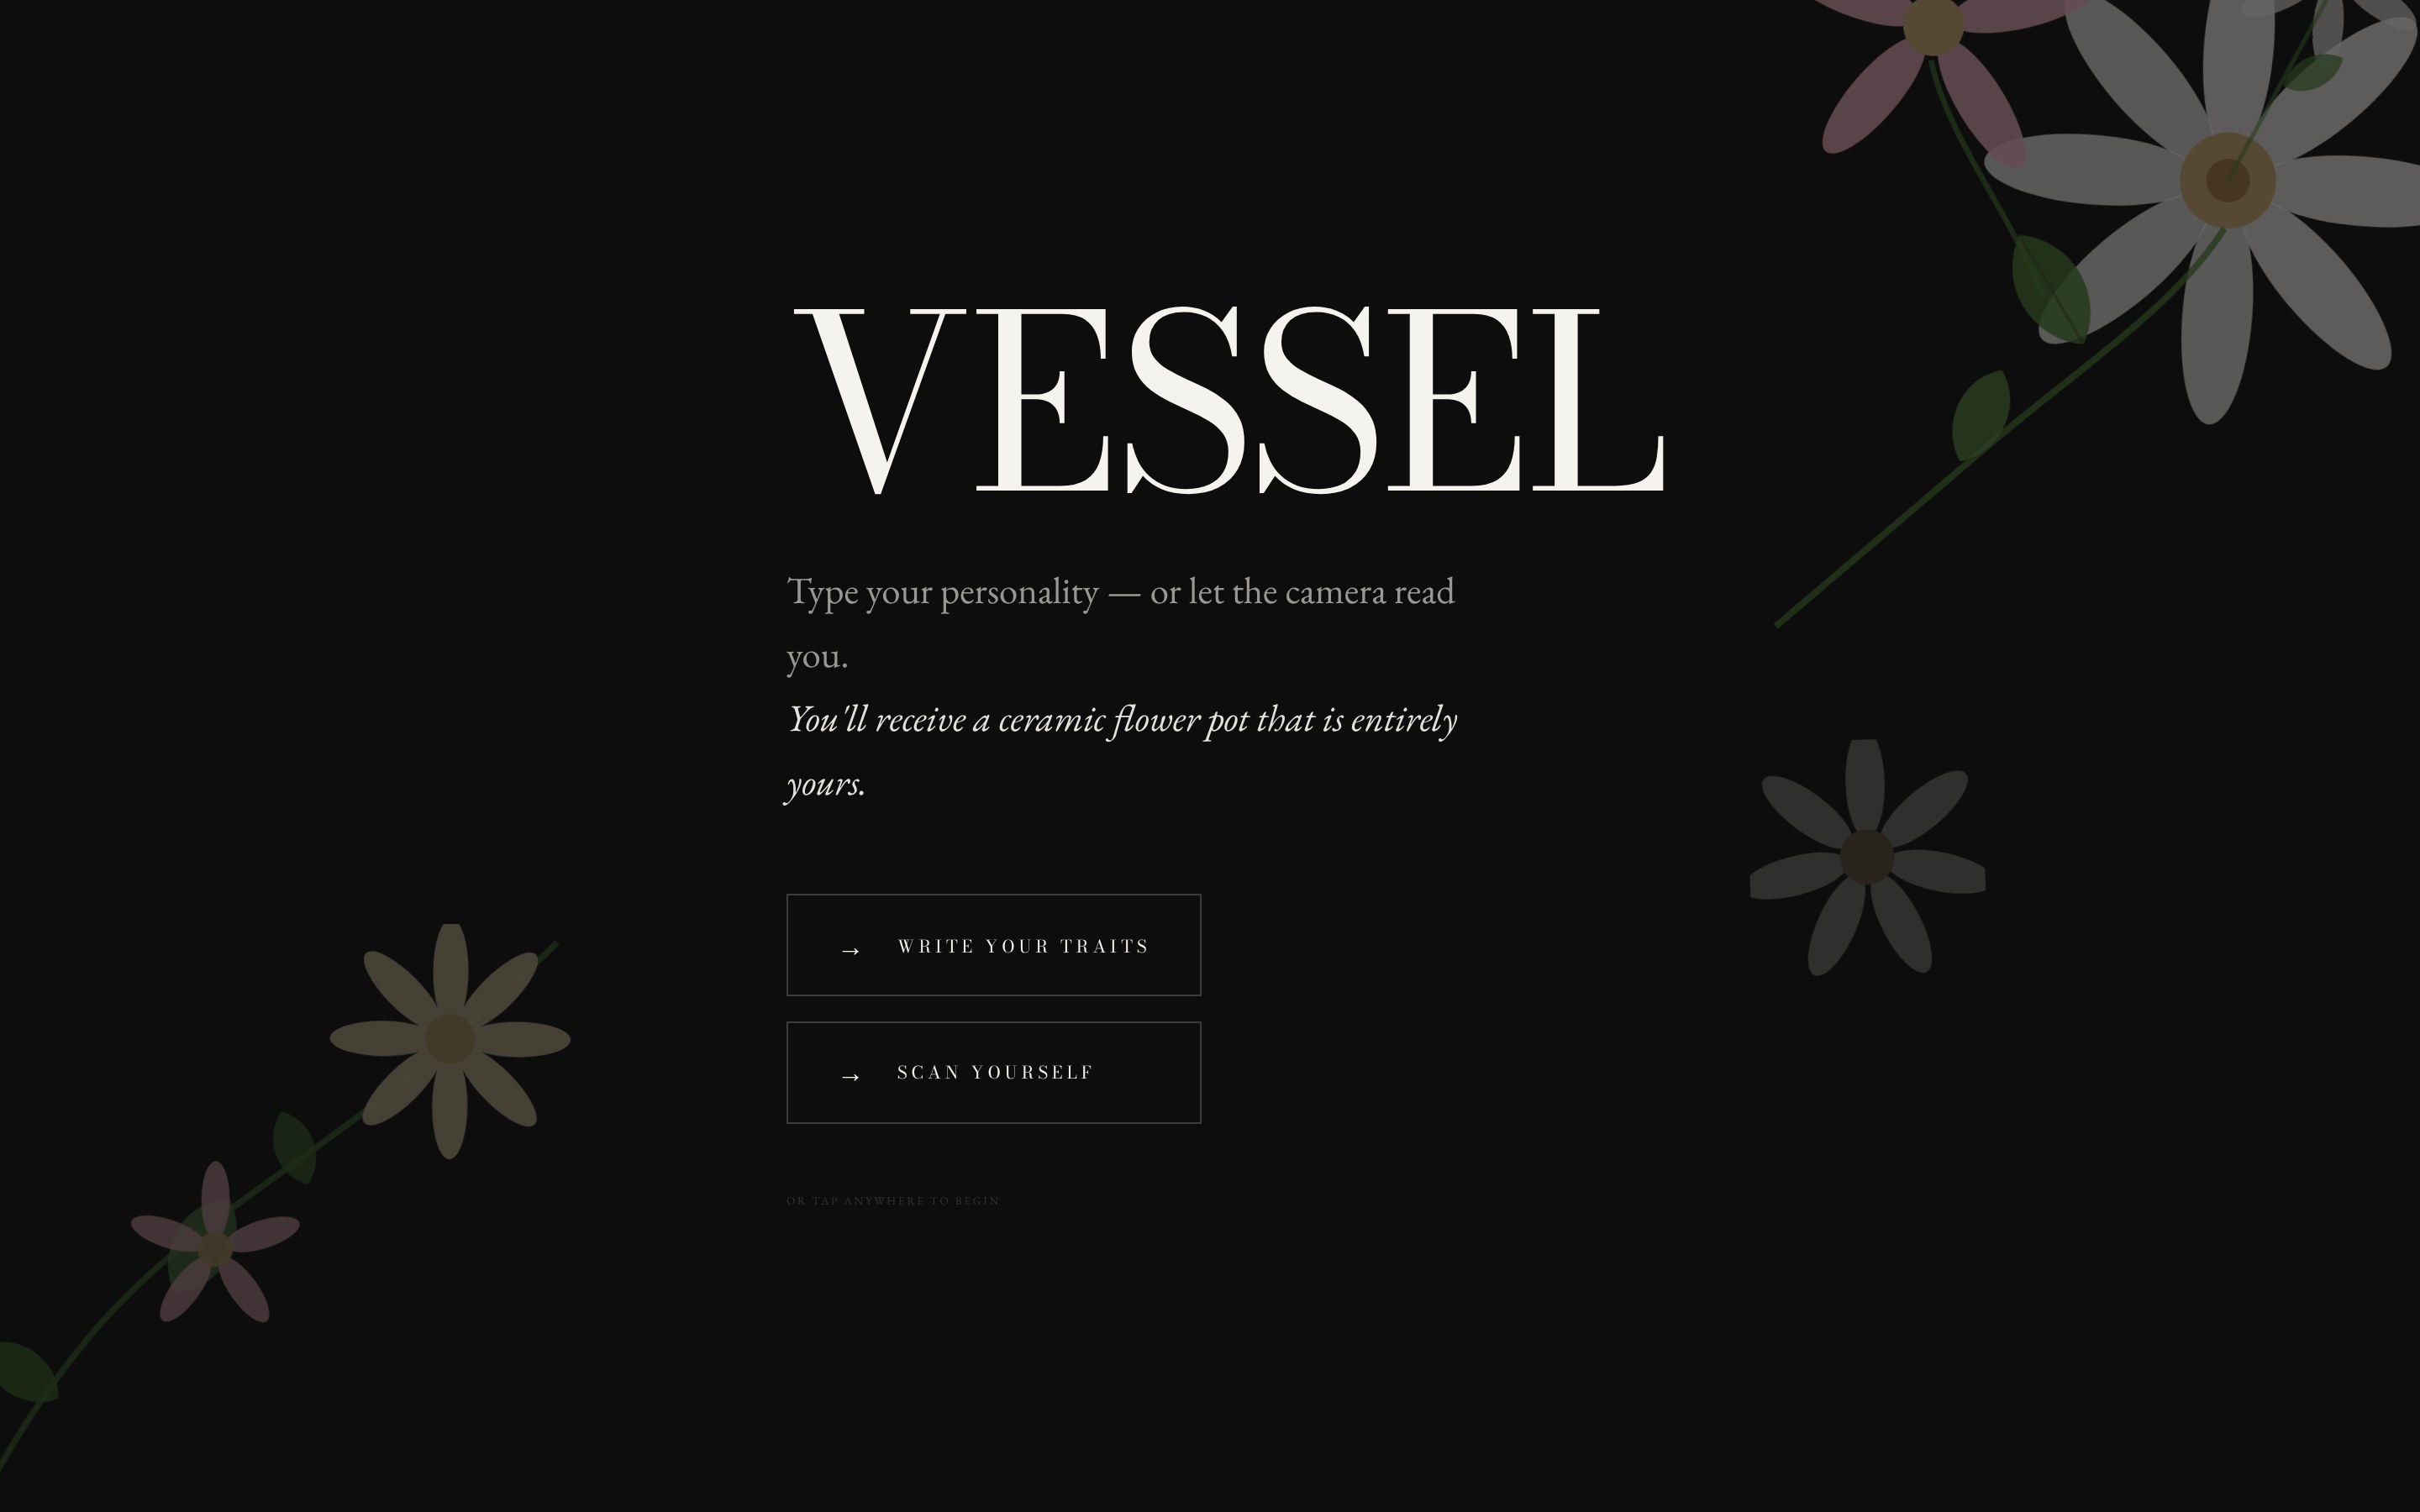 VESSEL
Type your personality — or let the camera read
you.
You'll receive a ceramic flower pot that is entirely
yours.
→ WRITE YOUR TRAITS
→ SCAN YOURSELF
OR TAP ANYWHERE TO BEGIN